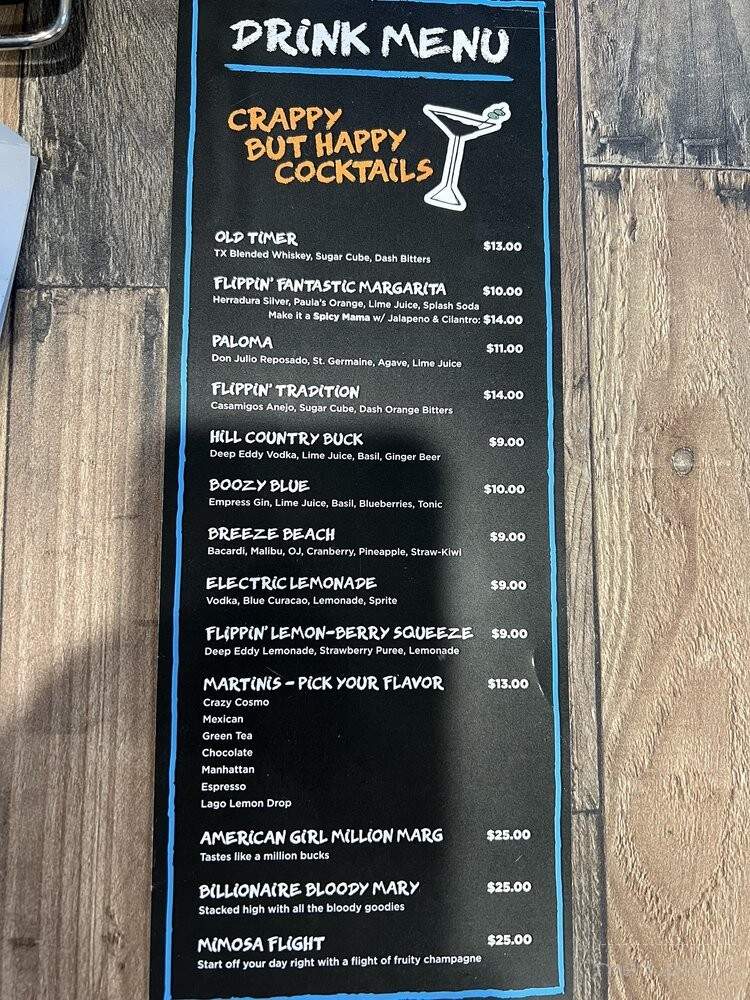 DRINK MENU
CRAPPY
BUT HAPPY
COCKTAILS
OLD TIMER $13.00
TX Blended Whiskey, Sugar Cube, Dash Bitters
FLIPPIN' FANTASTIC MARGARITA $10.00
Herradura Silver, Paula's Orange, Lime Juice, Splash Soda
Make it a Spicy Mama w/ Jalapeno & Cilantro: $14.00
PALOMA $11.00
Don Julio Reposado, St. Germaine, Agave, Lime Juice
FLIPPIN' TRADITION $14.00
Casamigos Anejo, Sugar Cube, Dash Orange Bitters
HILL COUNTRY BUCK $9.00
Deep Eddy Vodka, Lime Juice, Basil, Ginger Beer
BOOZY BLUE $10.00
Empress Gin, Lime Juice, Basil, Blueberries, Tonic
BREEZE BEACH $9.00
Bacardi, Malibu, OJ, Cranberry, Pineapple, Straw-Kiwi
ELECTRIC LEMONADE $9.00
Vodka, Blue Curacao, Lemonade, Sprite
FLIPPIN' LEMON-BERRY SQUEEZE $9.00
Deep Eddy Lemonade, Strawberry Puree, Lemonade
MARTINIS - PICK YOUR FLAVOR $13.00
Crazy Cosmo
Mexican
Green Tea
Chocolate
Manhattan
Espresso
Lago Lemon Drop
AMERICAN GIRL MILLION MARG $25.00
Tastes like a million bucks
BILLIONAIRE BLOODY MARY $25.00
Stacked high with all the bloody goodies
MIMOSA FLIGHT $25.00
Start off your day right with a flight of fruity champagne